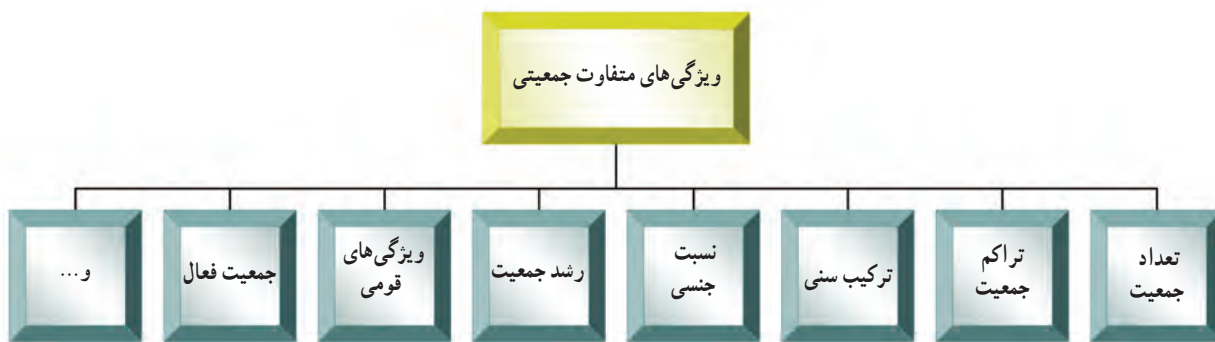 ویژگی‌های متفاوت جمعیتی
تعداد
جمعیت
تراکم
جمعیت
ترکیب سنی
نسبت
جنسی
رشد جمعیت
ویژگی‌های
قومی
جمعیت فعال
و...